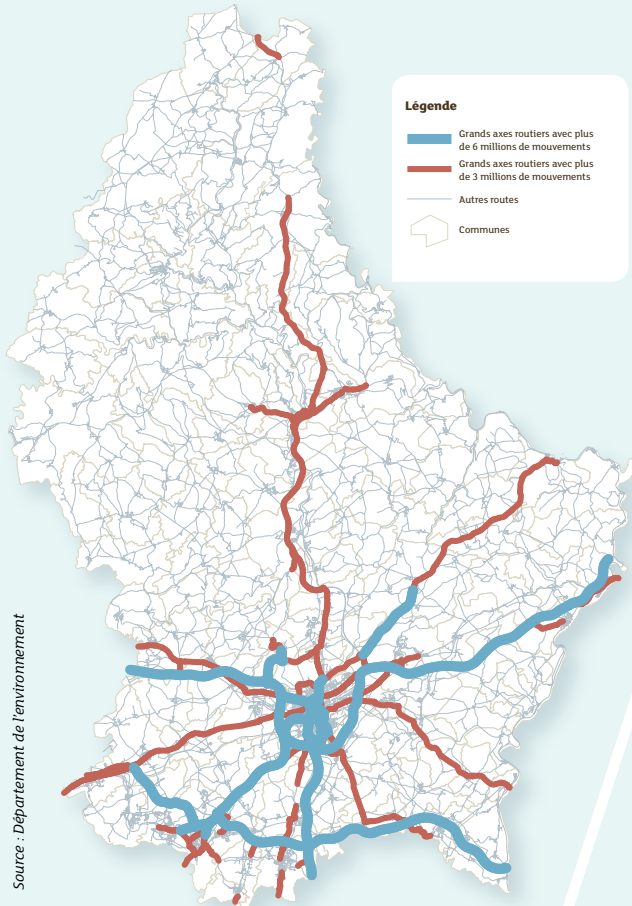 Légende
Grands axes routiers avec plus
de 6 millions de mouvements
Grands axes routiers avec plus
de 3 millions de mouvements
Autres routes
Communes
Source : Département de l'environnement